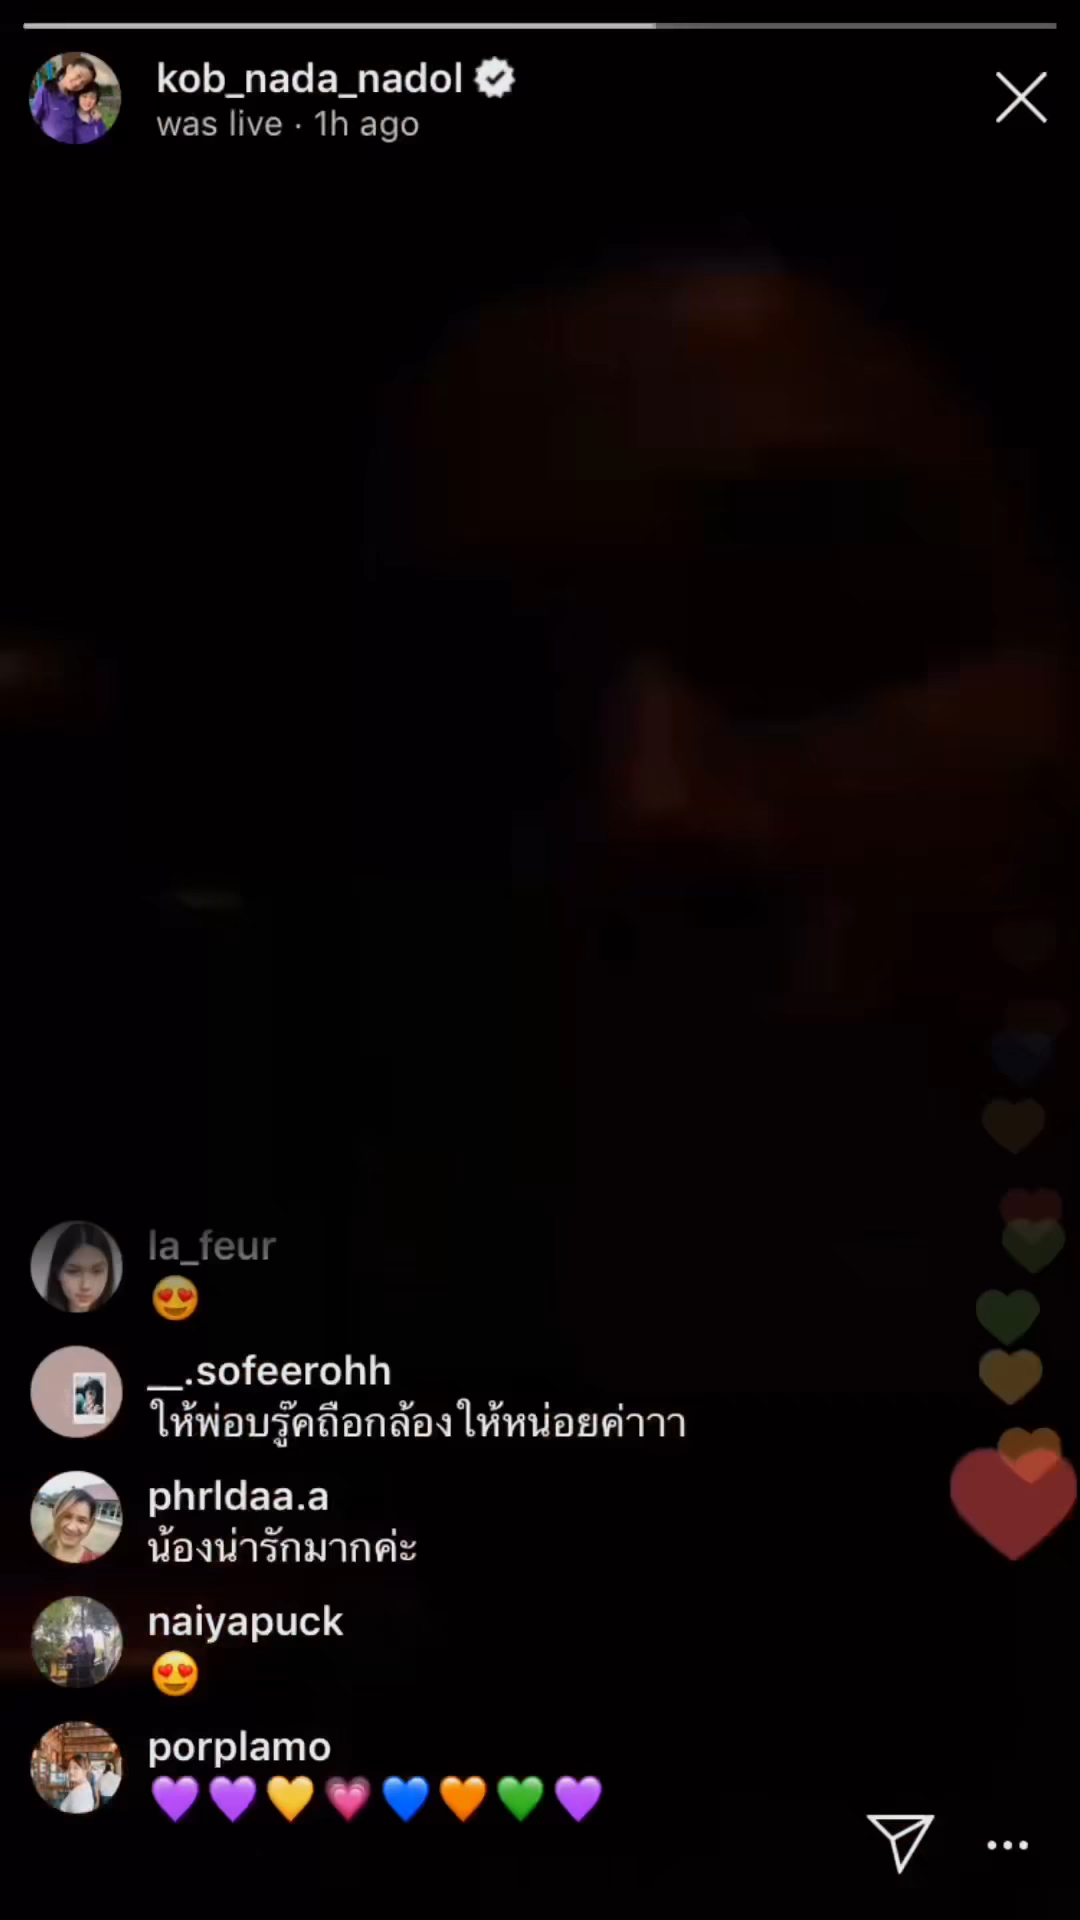 kob_nada_nadol
was live · 1h ago
la_feur
😍
__.sofeerohh
ให้พ่อบรู๊คถือกล้องให้หน่อยค่าาา
phrldaa.a
น้องน่ารักมากค่ะ
naiyapuck
😍
porplamo
💜💜💛💗💙🧡💚💜